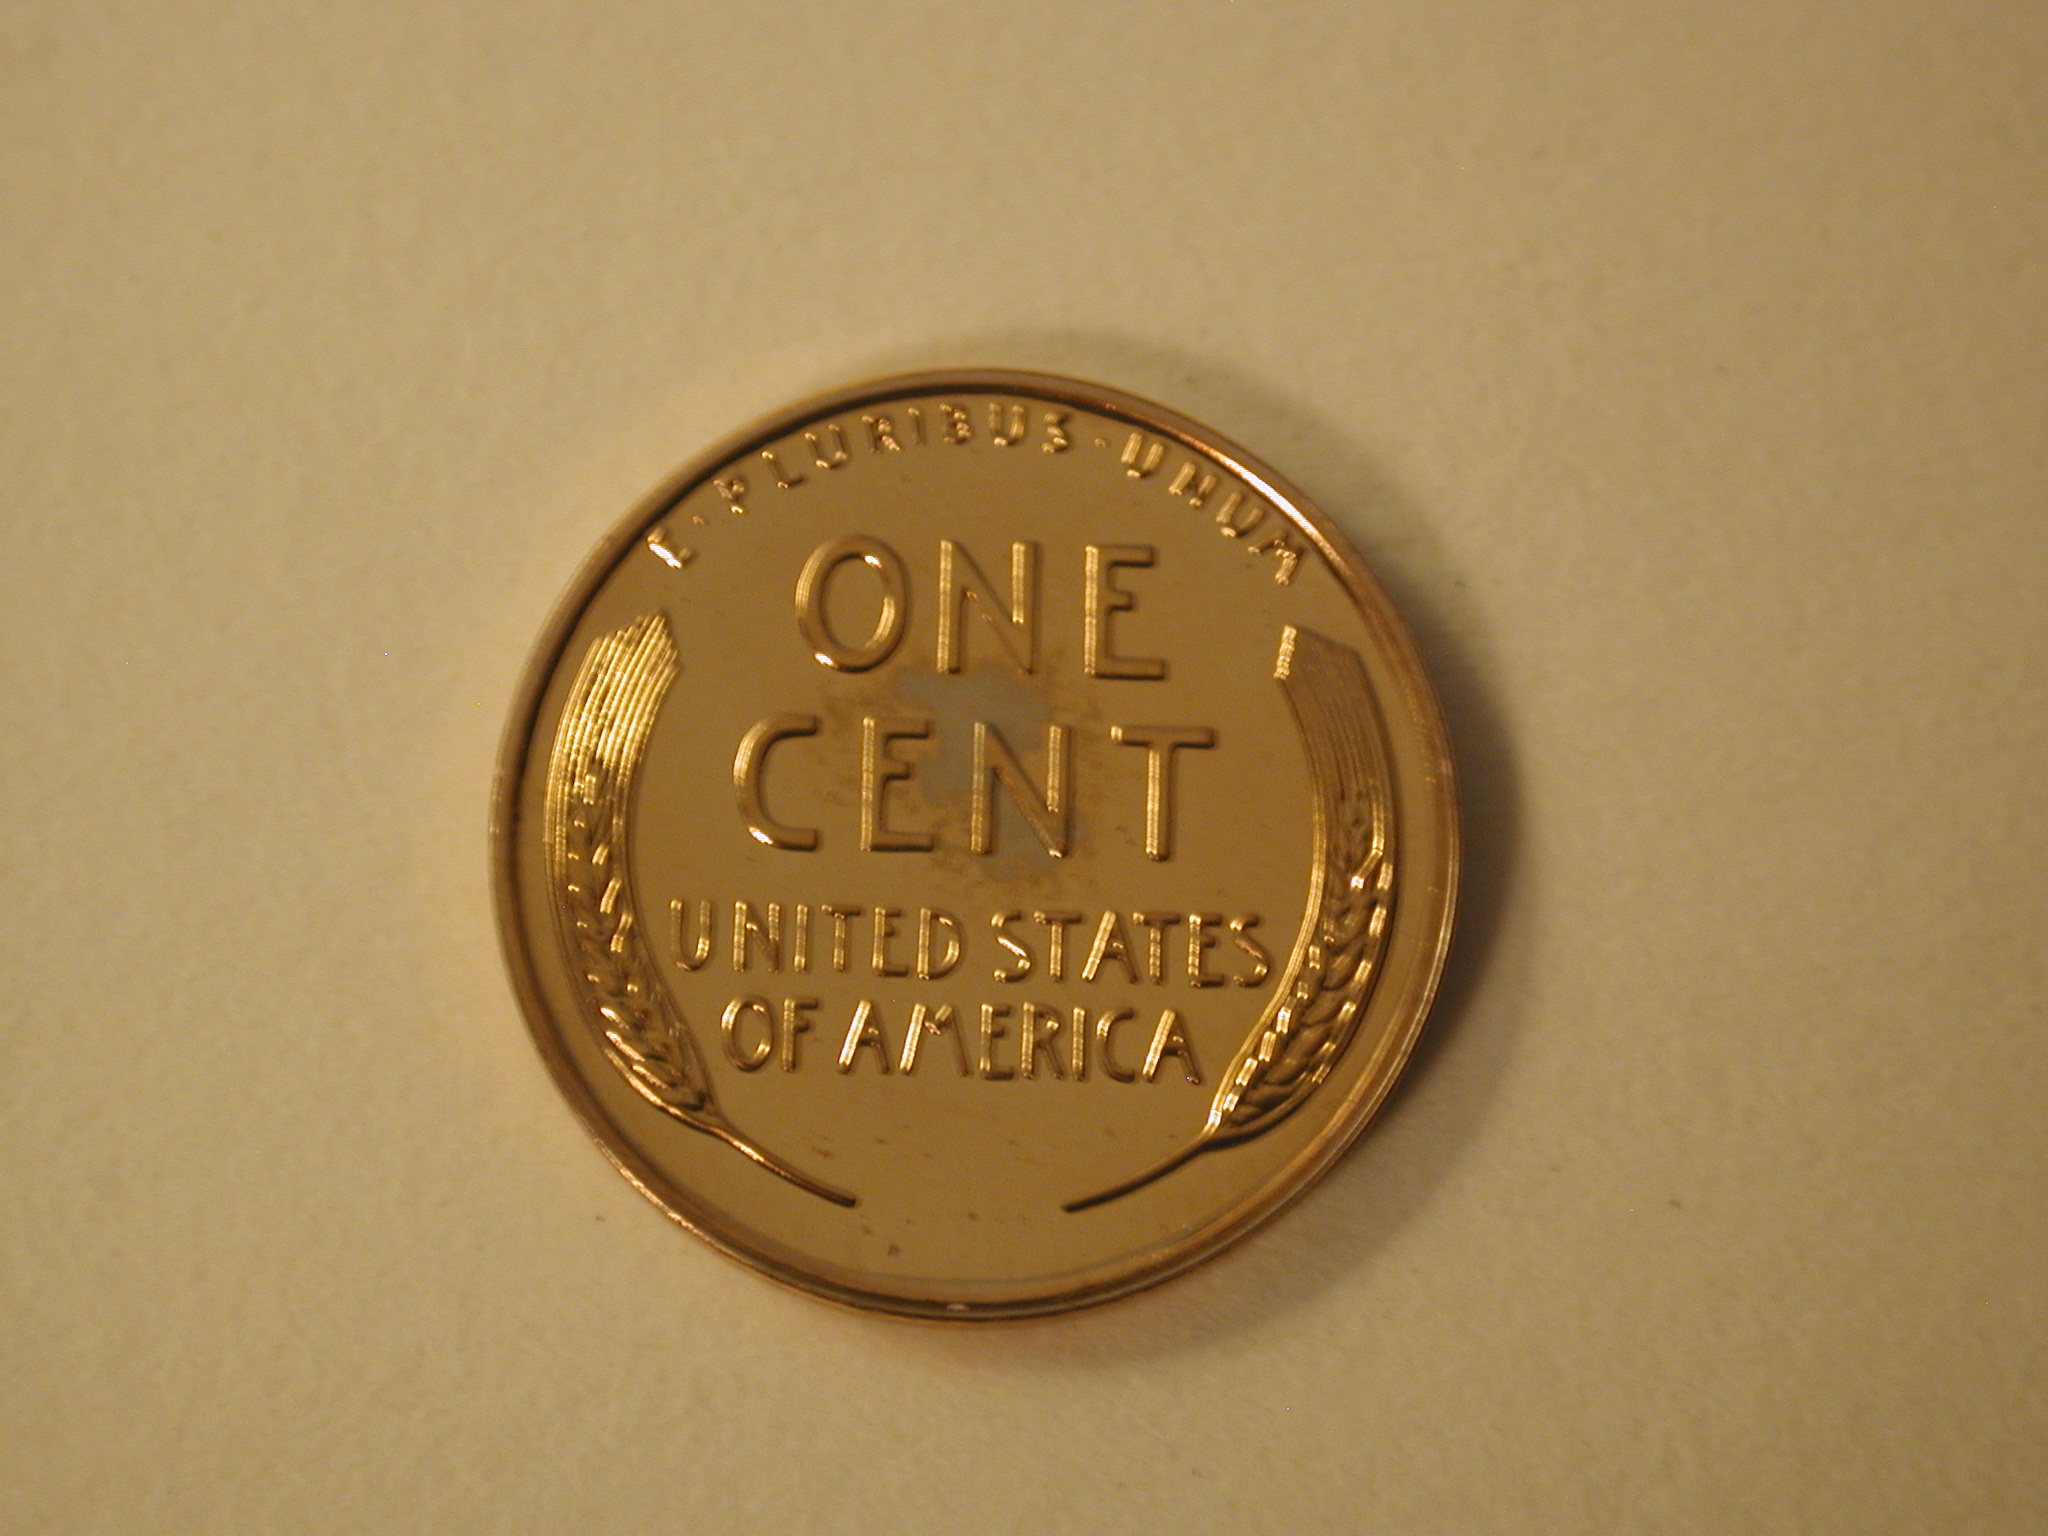 E · PLURIBUS · UNUM
ONE
CENT
UNITED STATES
OF AMERICA